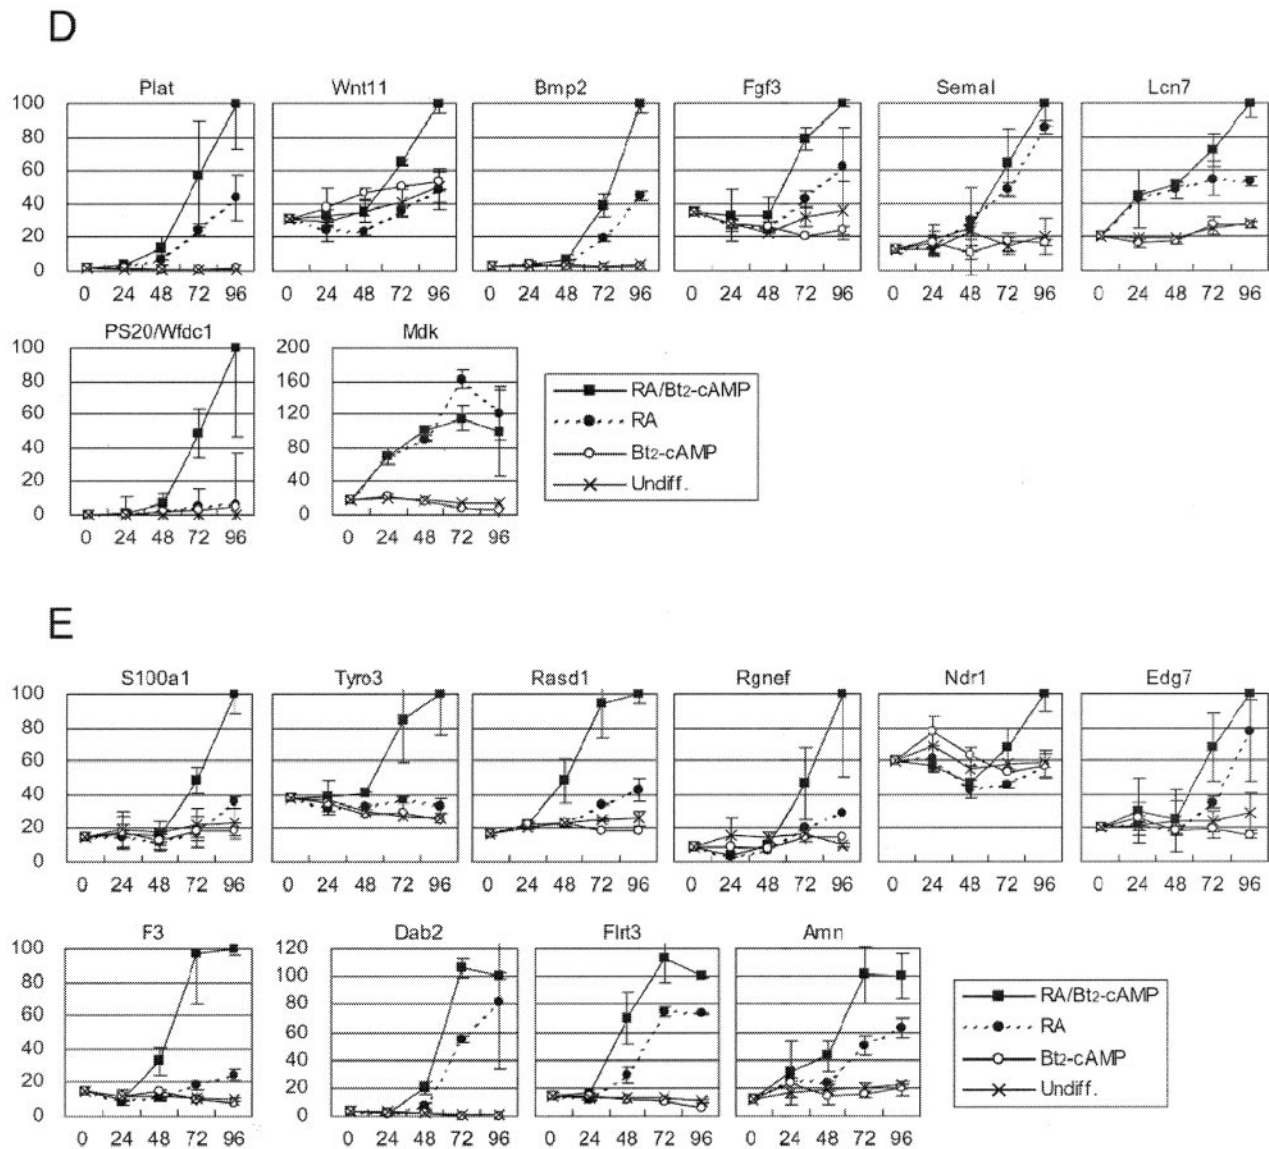 D
Plat Wnt11 Bmp2 Fgf3 SemaI Lcn7
100
80
60
40
20
0
0 24 48 72 96 0 24 48 72 96 0 24 48 72 96 0 24 48 72 96 0 24 48 72 96 0 24 48 72 96
PS20/Wfdc1 Mdk
100 200
80 160
60 120
40 80
20 40
0 0
0 24 48 72 96 0 24 48 72 96
RA/Bt2-cAMP
RA
Bt2-cAMP
Undiff.
E
S100a1 Tyro3 Rasd1 Rgnef Ndr1 Edg7
100
80
60
40
20
0
0 24 48 72 96 0 24 48 72 96 0 24 48 72 96 0 24 48 72 96 0 24 48 72 96 0 24 48 72 96
F3 Dab2 Flrt3 Amn
100 120
80 100
60 80
40 60
20 40
0 20
0
0 24 48 72 96 0 24 48 72 96 0 24 48 72 96 0 24 48 72 96
RA/Bt2-cAMP
RA
Bt2-cAMP
Undiff.